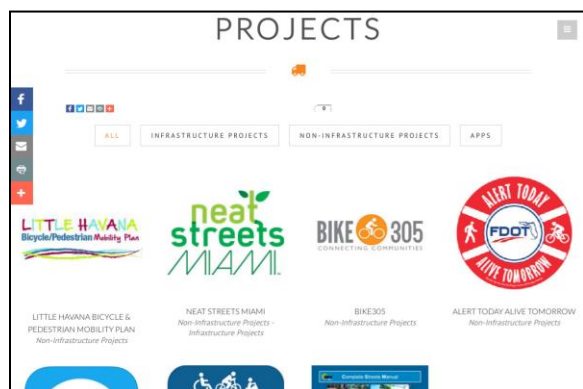 PROJECTS
ALL
INFRASTRUCTURE PROJECTS
NON-INFRASTRUCTURE PROJECTS
APPS
LITTLE HAVANA
Bicycle/Pedestrian Mobility Plan
neat
streets
MIAMI
BIKE 305
CONNECTING COMMUNITIES
ALERT TODAY
FDOT
ALIVE TOMORROW
LITTLE HAVANA BICYCLE &
PEDESTRIAN MOBILITY PLAN
Non-Infrastructure Projects
NEAT STREETS MIAMI
Non-Infrastructure Projects -
Infrastructure Projects
BIKE305
Non-Infrastructure Projects
ALERT TODAY ALIVE TOMORROW
Non-Infrastructure Projects
Complete Streets Manual